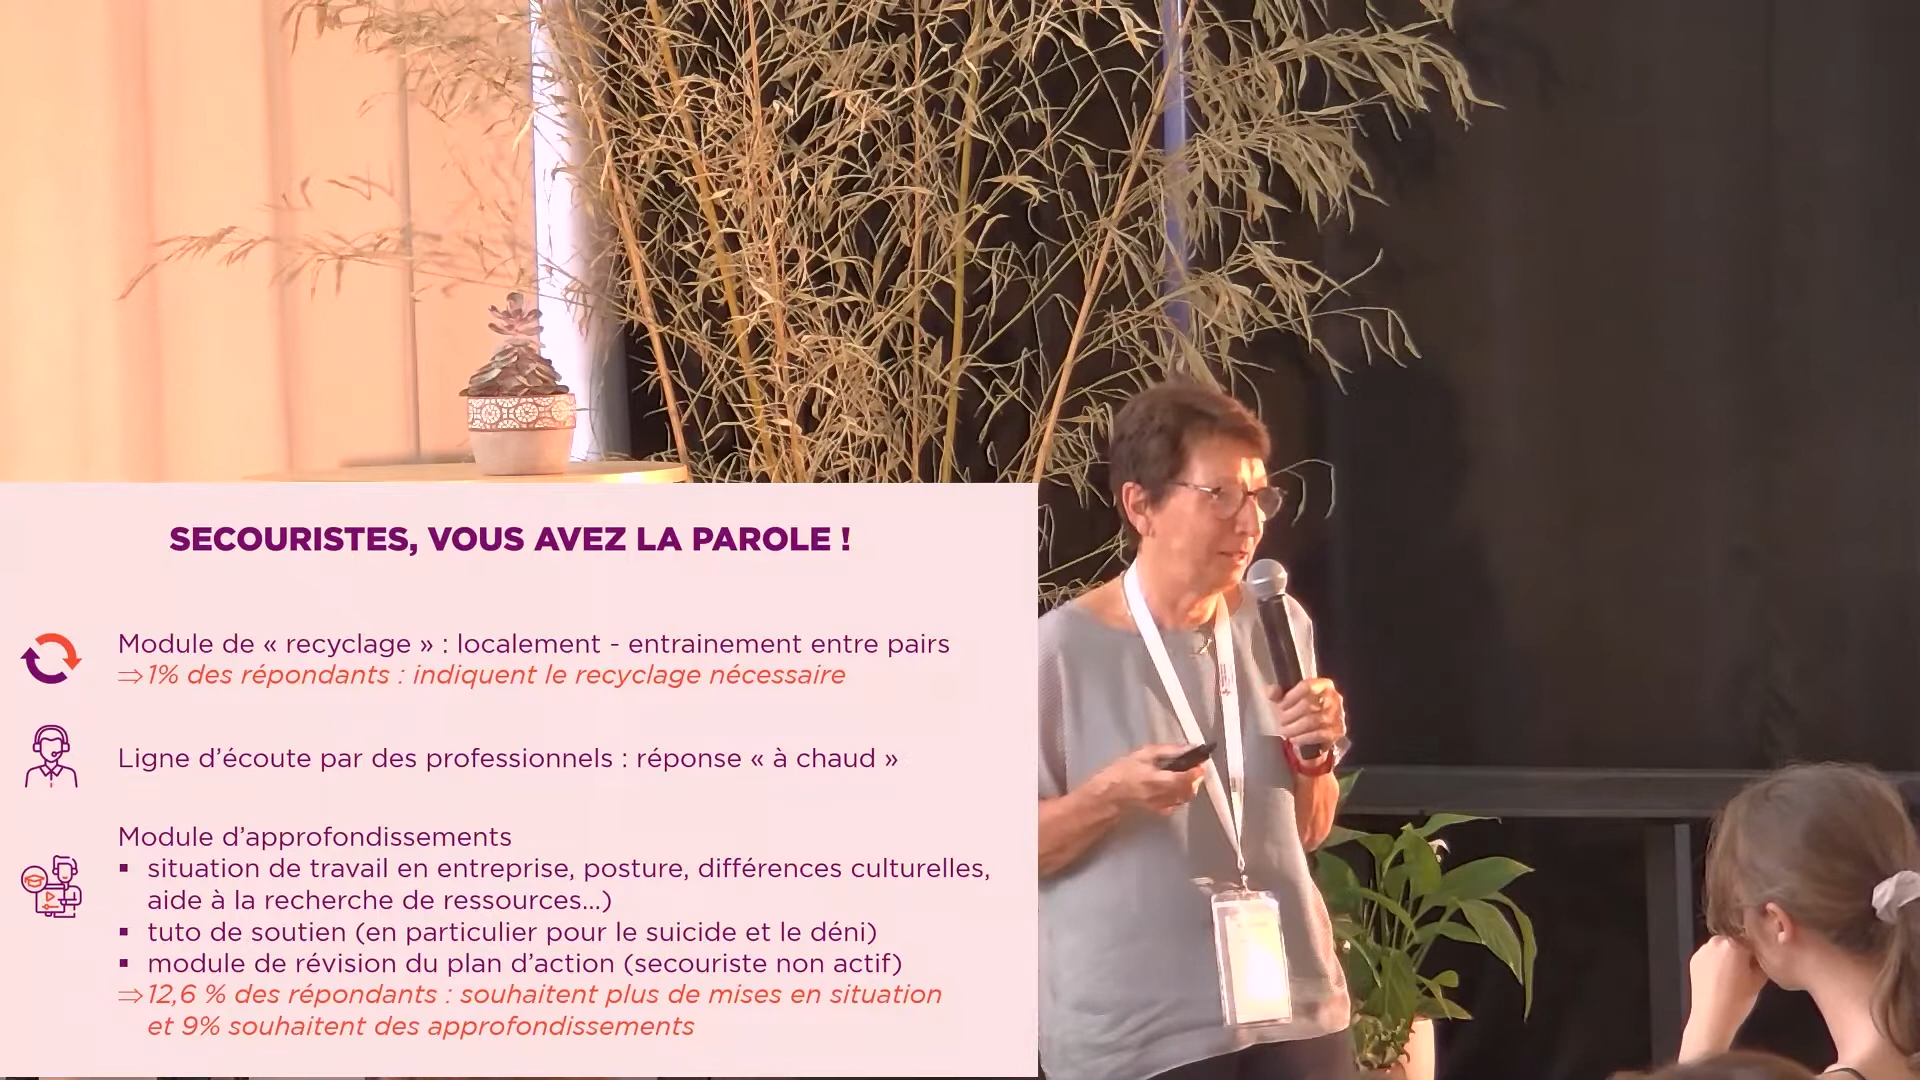 SECOURISTES, VOUS AVEZ LA PAROLE !
Module de « recyclage » : localement - entrainement entre pairs
⇒1% des répondants : indiquent le recyclage nécessaire
Ligne d’écoute par des professionnels : réponse « à chaud »
Module d’approfondissements
▪ situation de travail en entreprise, posture, différences culturelles,
aide à la recherche de ressources...)
▪ tuto de soutien (en particulier pour le suicide et le déni)
▪ module de révision du plan d’action (secouriste non actif)
⇒12,6 % des répondants : souhaitent plus de mises en situation
et 9% souhaitent des approfondissements